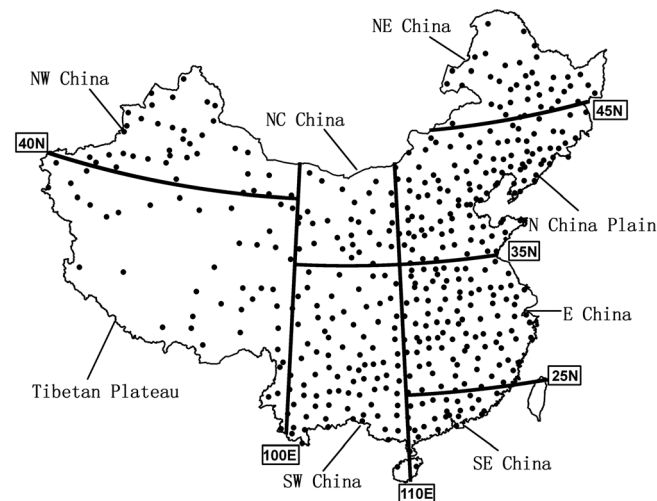 NE China
NW China
NC China
45N
40N
N China Plain
35N
E China
Tibetan Plateau
25N
SE China
100E
SW China
110E